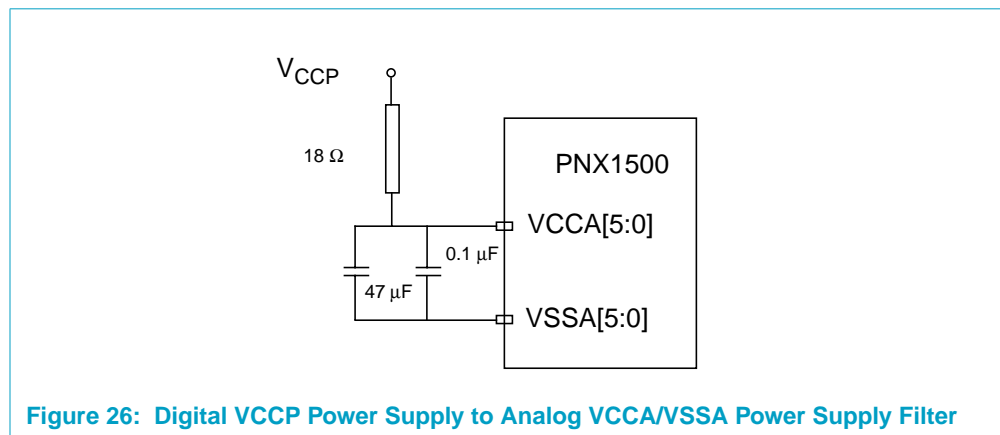 VCCP
18 Ω
PNX1500
VCCA[5:0]
0.1 μF
47 μF
VSSA[5:0]
Figure 26: Digital VCCP Power Supply to Analog VCCA/VSSA Power Supply Filter